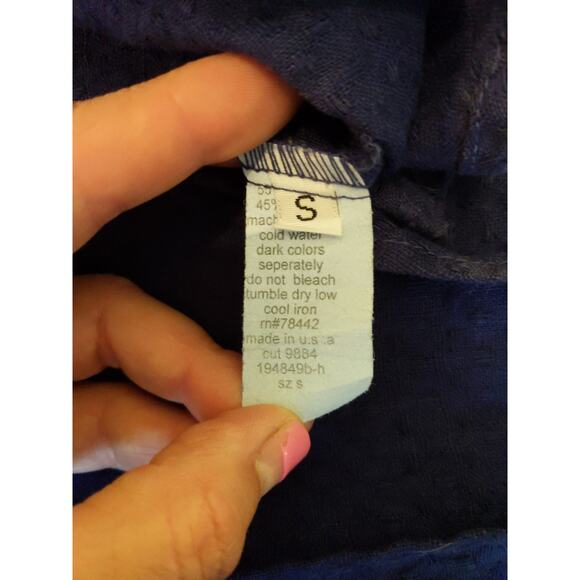 S
45%
cold water
dark colors
seperately
do not bleach
tumble dry low
cool iron
rn#78442
made in u.s.a
cut 9884
194849b-h
sz s